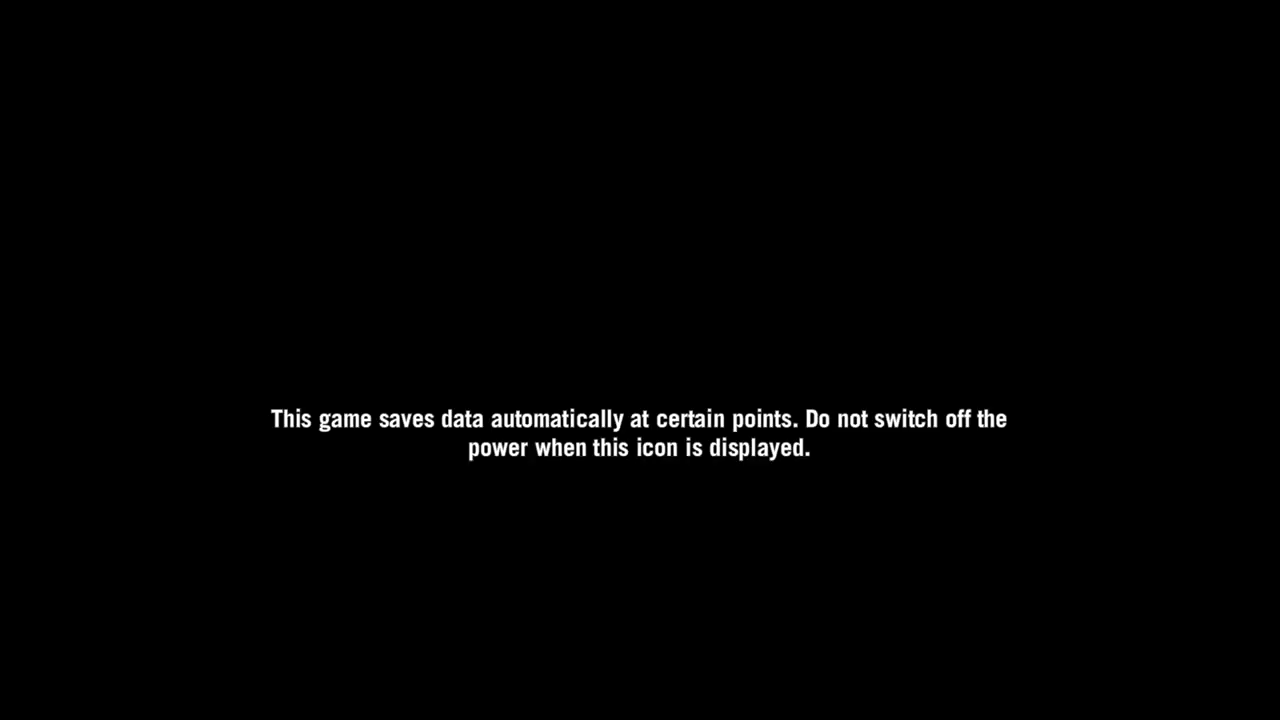 This game saves data automatically at certain points. Do not switch off the
power when this icon is displayed.